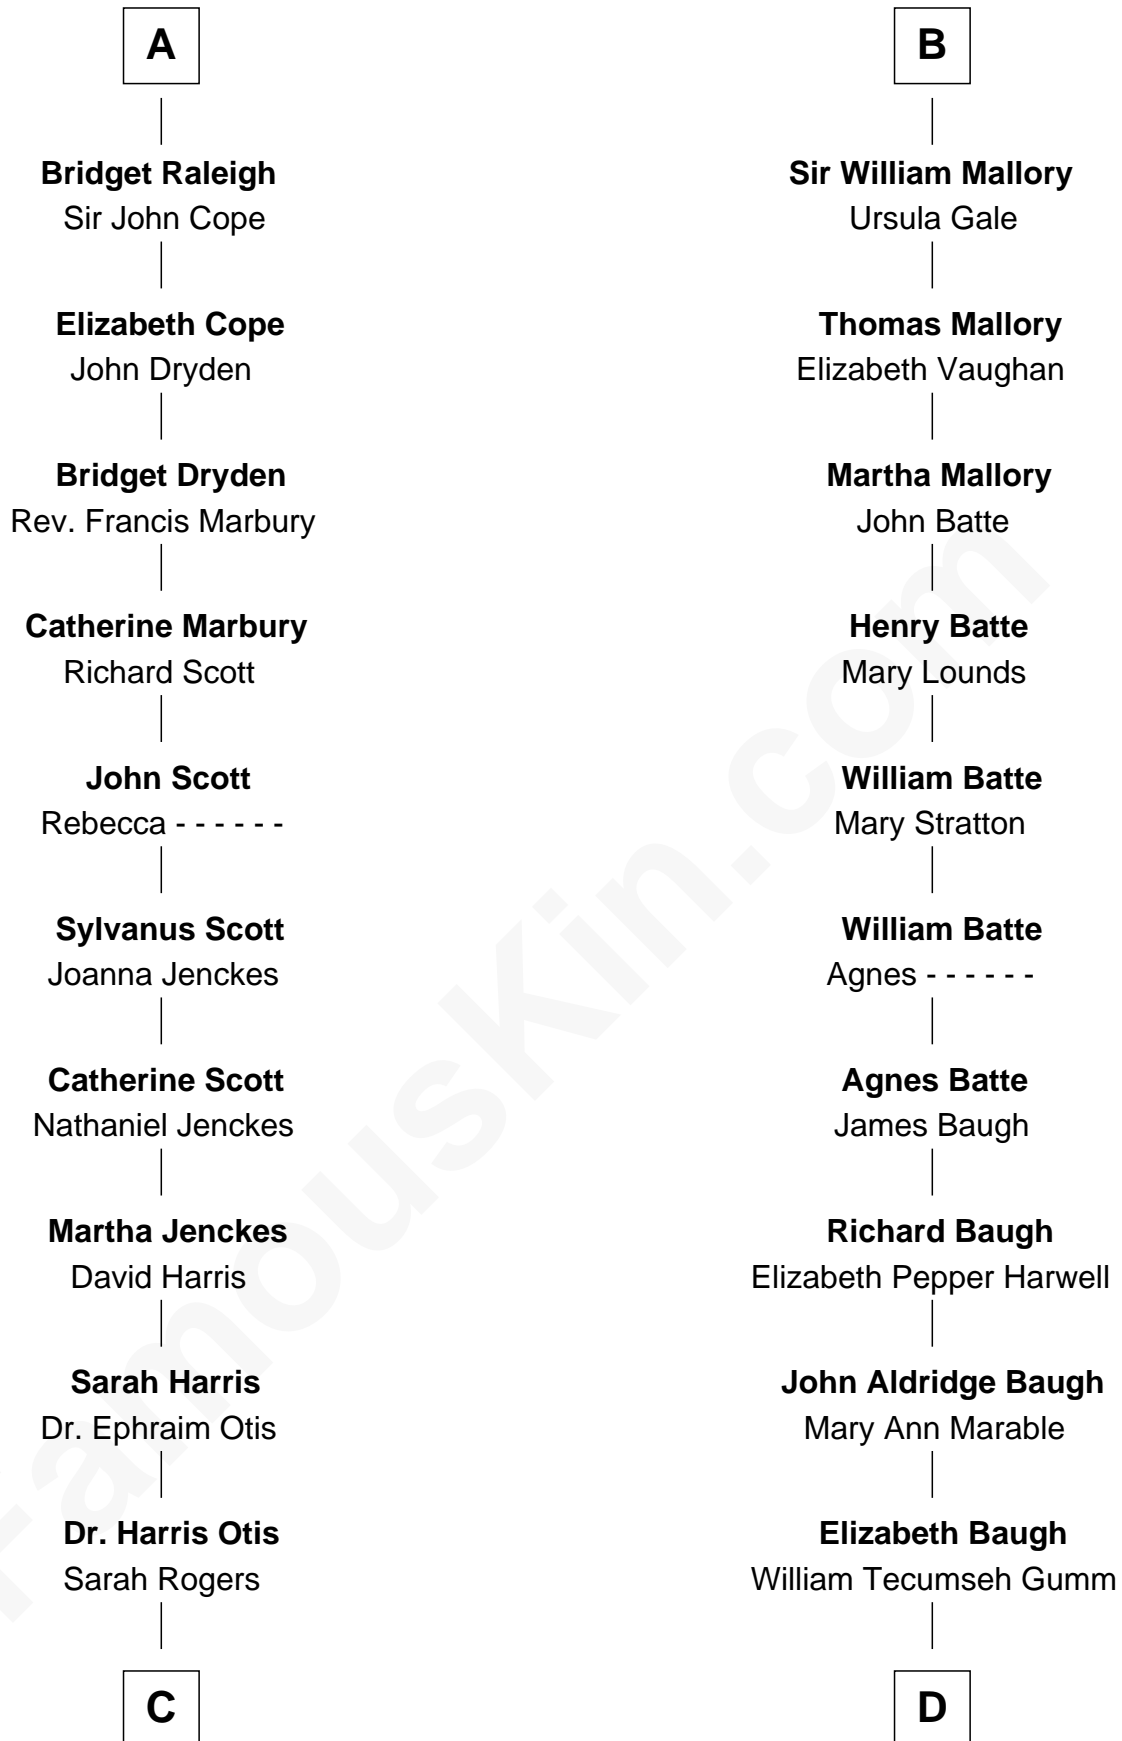 A
Bridget Raleigh
Sir John Cope
Elizabeth Cope
John Dryden
Bridget Dryden
Rev. Francis Marbury
Catherine Marbury
Richard Scott
John Scott
Rebecca - - - - - -
Sylvanus Scott
Joanna Jenckes
Catherine Scott
Nathaniel Jenckes
Martha Jenckes
David Harris
Sarah Harris
Dr. Ephraim Otis
Dr. Harris Otis
Sarah Rogers
C
B
Sir William Mallory
Ursula Gale
Thomas Mallory
Elizabeth Vaughan
Martha Mallory
John Batte
Henry Batte
Mary Lounds
William Batte
Mary Stratton
William Batte
Agnes - - - - - -
Agnes Batte
James Baugh
Richard Baugh
Elizabeth Pepper Harwell
John Aldridge Baugh
Mary Ann Marable
Elizabeth Baugh
William Tecumseh Gumm
D
FamousKin.com